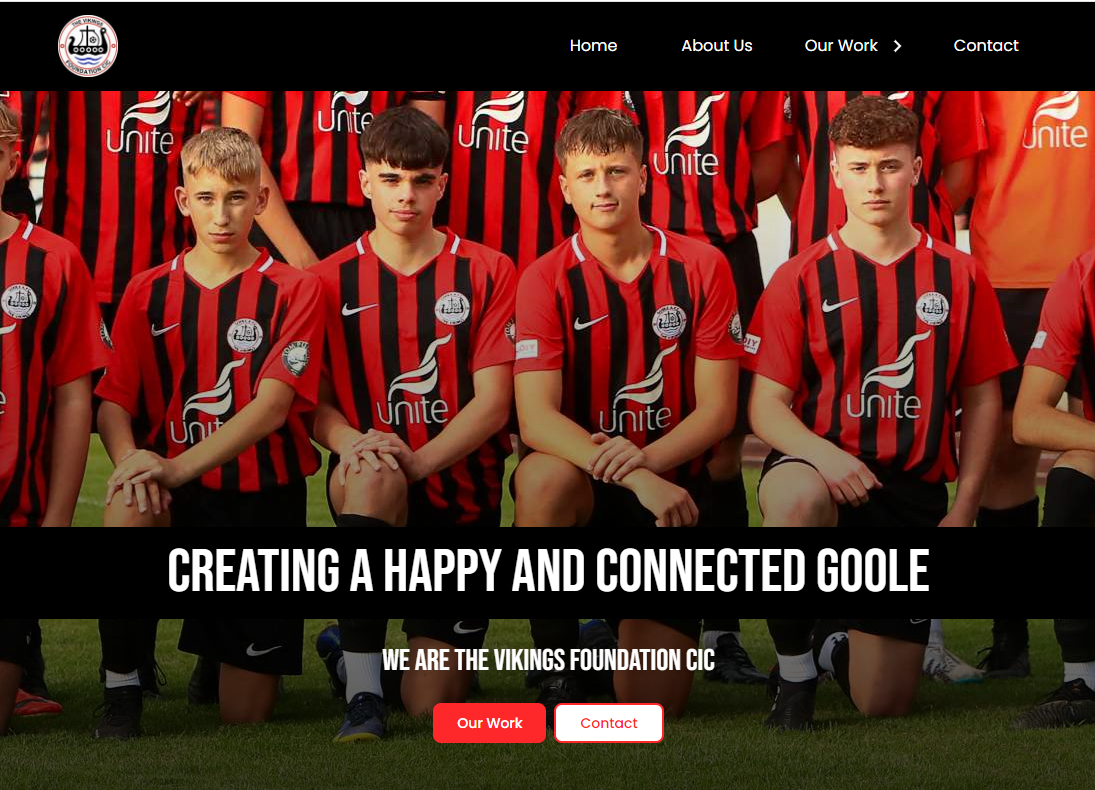 THE VIKINGS
FOUNDATION CIC
Home
About Us
Our Work
Contact
unite
unite
unite
unite
unite
unite
unite
unite
unite
CREATING A HAPPY AND CONNECTED GOOLE
WE ARE THE VIKINGS FOUNDATION CIC
Our Work
Contact